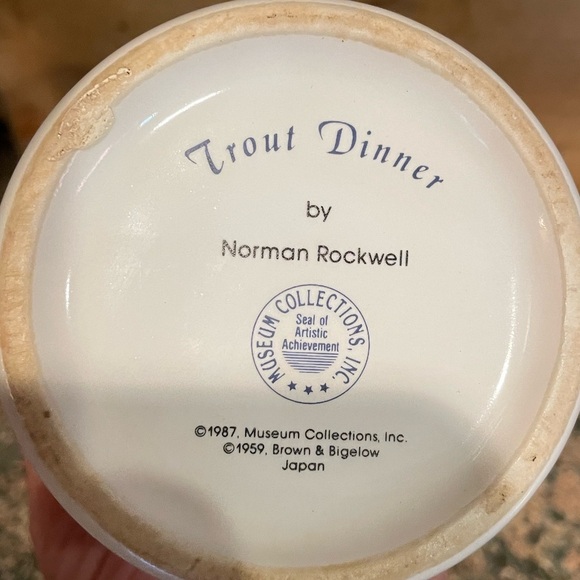 Trout Dinner
by
Norman Rockwell
MUSEUM COLLECTIONS, INC.
Seal of
Artistic
Achievement
©1987, Museum Collections, Inc.
©1959, Brown & Bigelow
Japan